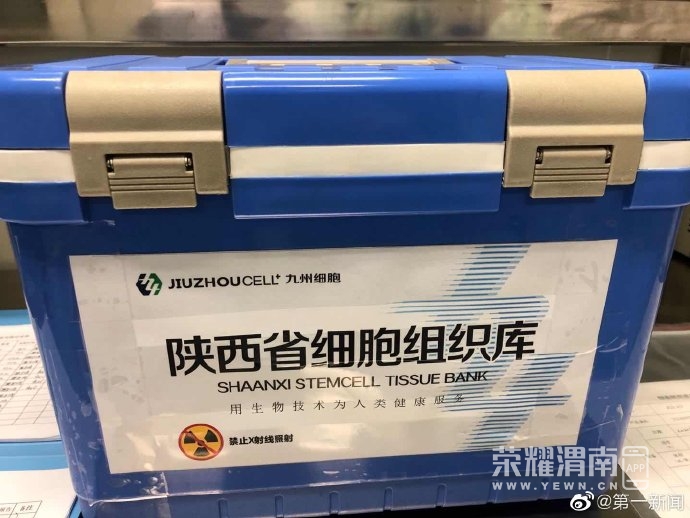 JIUZHOUCELL+ 九州细胞
陕西省细胞组织库
SHAANXI STEMCELL TISSUE BANK
用生物技术为人类健康服务
禁止X射线照射
荣耀渭南 APP
WWW.YEWN.CN
@第一新闻